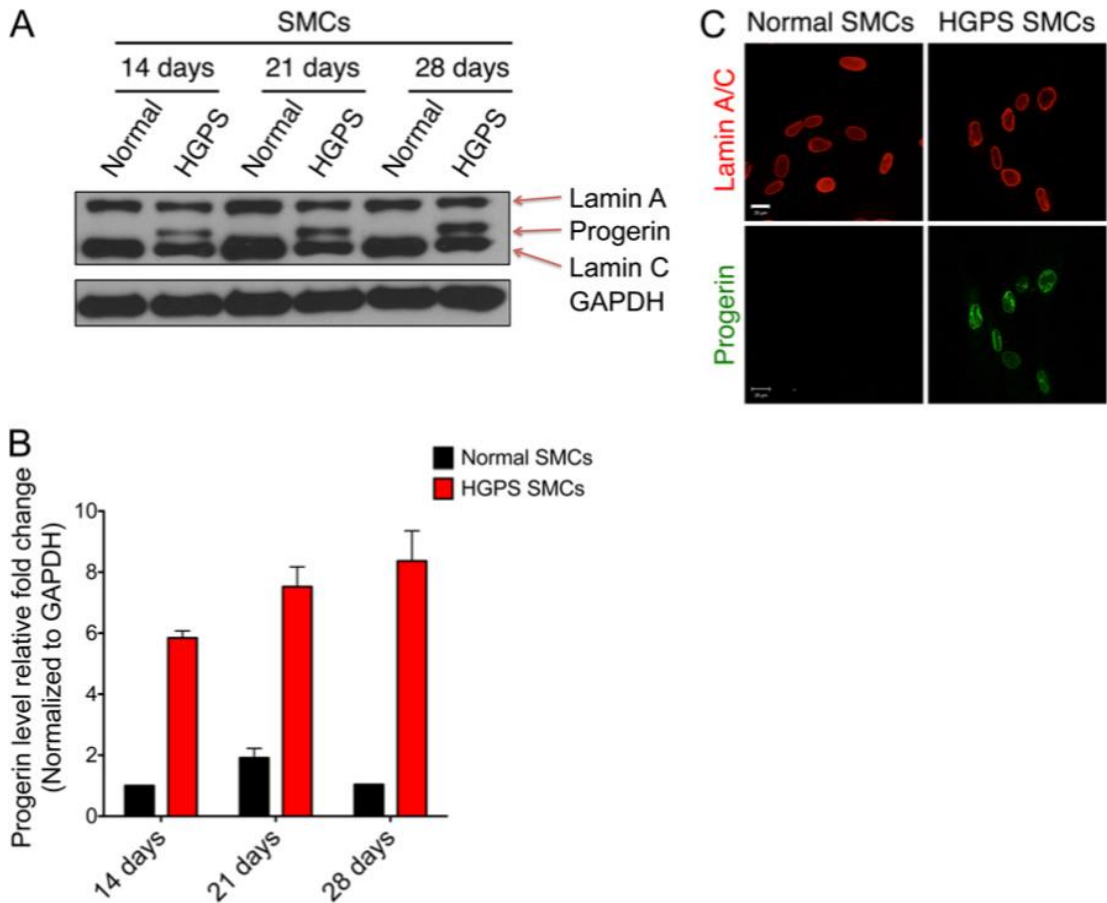 A
SMCs
14 days 21 days 28 days
Normal HGPS Normal HGPS Normal HGPS
Lamin A
Progerin
Lamin C
GAPDH
C
Normal SMCs HGPS SMCs
Lamin A/C
Progerin
B
Normal SMCs
HGPS SMCs
Progerin level relative fold change
(Normalized to GAPDH)
10
8
6
4
2
0
14 days 21 days 28 days